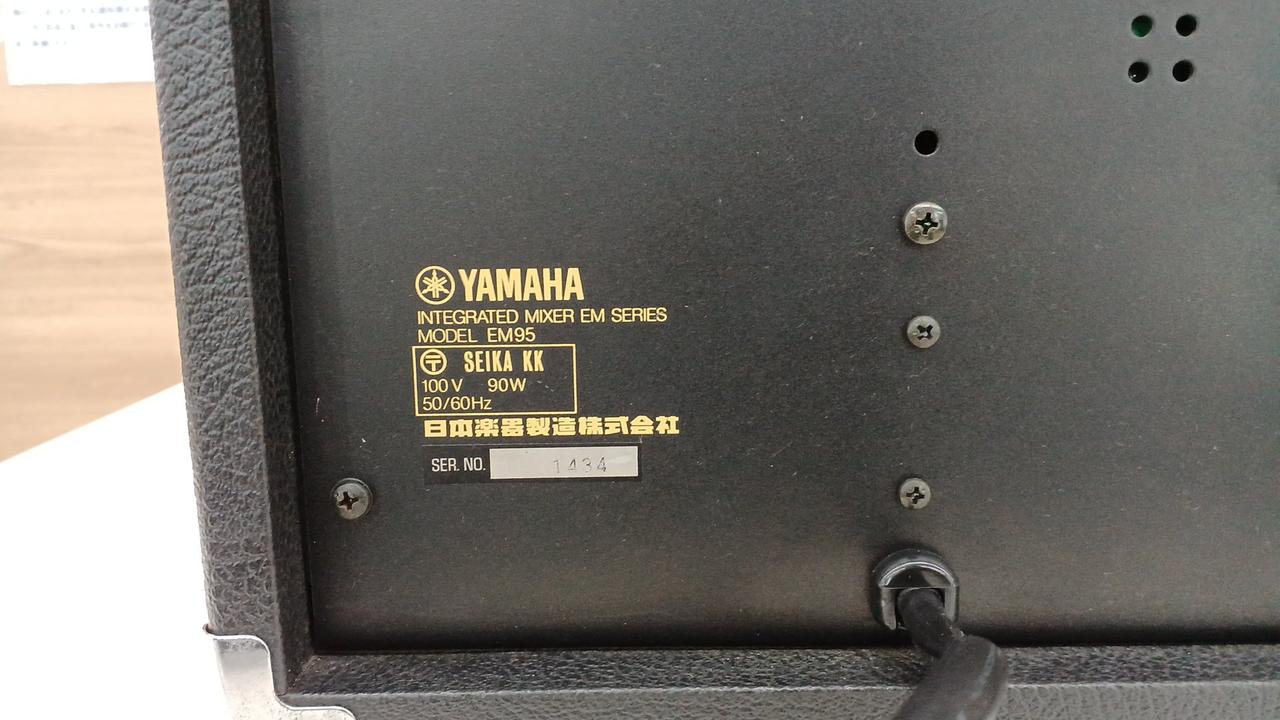 YAMAHA
INTEGRATED MIXER EM SERIES
MODEL EM95
〒 SEIKA KK
100V 90W
50/60Hz
日本楽器製造株式会社
SER. NO. 1434